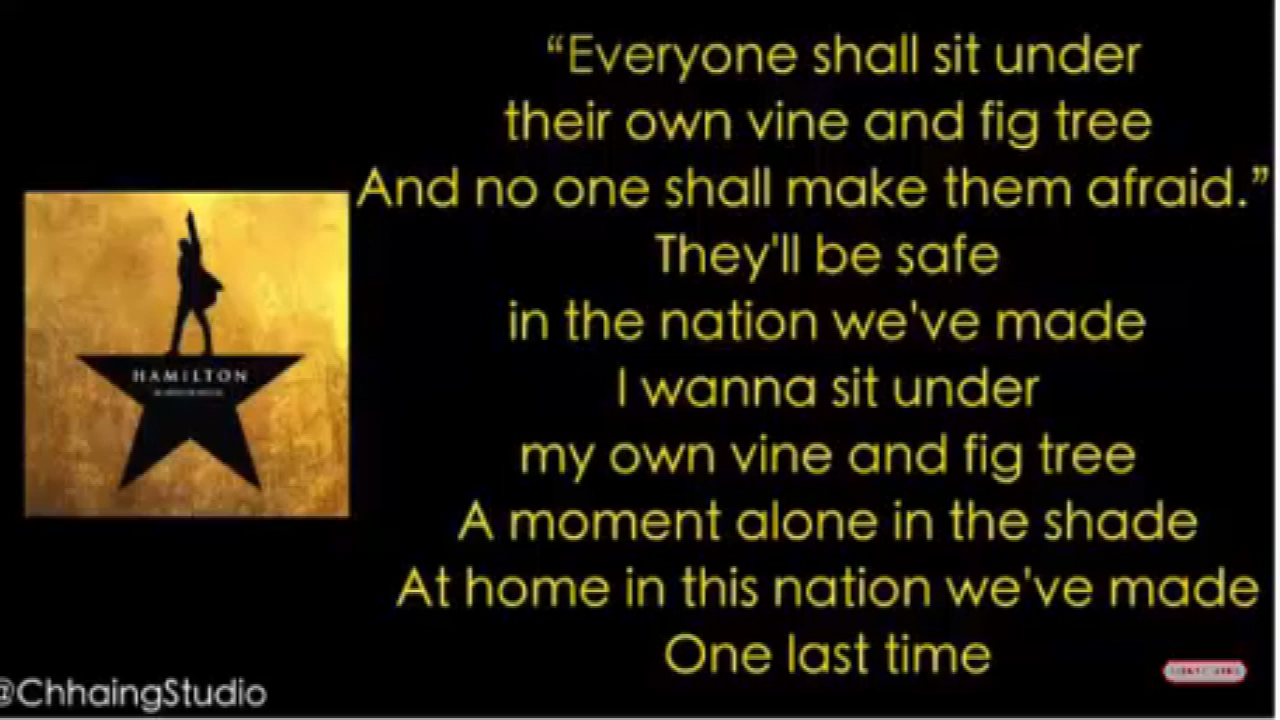 “Everyone shall sit under
their own vine and fig tree
And no one shall make them afraid.”
They'll be safe
in the nation we've made
I wanna sit under
my own vine and fig tree
A moment alone in the shade
At home in this nation we've made
One last time
HAMILTON
@ChhaingStudio